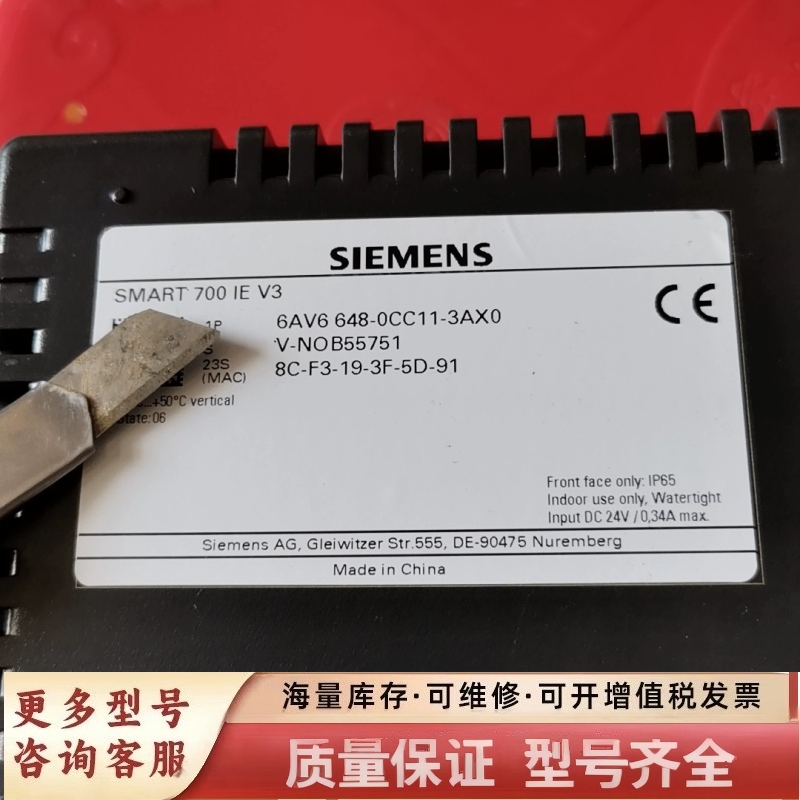 SIEMENS
SMART 700 IE V3
1P 6AV6 648-0CC11-3AX0
S V-NOB55751
23S 8C-F3-19-3F-5D-91
(MAC)
+50°C vertical
State: 06
CE
Front face only: IP65
Indoor use only, Watertight
Input DC 24V / 0,34A max.
Siemens AG, Gleiwitzer Str.555, DE-90475 Nuremberg
Made in China
更多型号
咨询客服
海量库存·可维修·可开增值税发票
质量保证 型号齐全